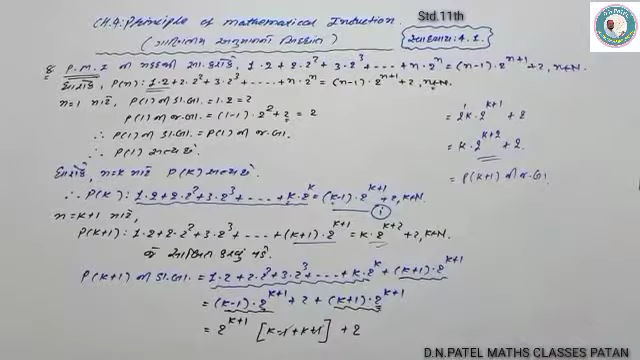 Std.11th
CH.4: Principle of mathematical Induction.
(ગાણિતિક અનુમાનનો સિદ્ધાંત)
સ્વાધ્યાય: 4.1.
8 P.M.I ની મદદથી સા.કરો કે, 1·2+2·2²+3·2³+.....+n·2ⁿ=(n-1)·2ⁿ⁺¹+2, n∈N.
ધારો કે, P(n): 1·2+2·2²+3·2³+.....+n·2ⁿ=(n-1)·2ⁿ⁺¹+2, n∈N.
n=1 માટે, P(1) ની ડા.બા. = 1·2 = 2
P(1) ની જ.બા. = (1-1)·2²+2 = 2
∴ P(1) ની ડા.બા. = P(1) ની જ.બા.
∴ P(1) સત્ય છે.
ધારો કે, n=k માટે P(k) સત્ય છે.
∴ P(k): 1·2+2·2²+3·2³+.....+k·2ᵏ=(k-1)·2ᵏ⁺¹+2, k∈N.
(i)
n=k+1 માટે,
P(k+1): 1·2+2·2²+3·2³+.....+(k+1)·2ᵏ⁺¹=k·2ᵏ⁺²+2, k∈N.
સાબિત કરવું પડે.
P(k+1) ની ડા.બા. = 1·2+2·2²+3·2³+.....+k·2ᵏ+(k+1)·2ᵏ⁺¹
= (k-1)·2ᵏ⁺¹+2+(k+1)·2ᵏ⁺¹
= 2ᵏ⁺¹ [k-1+k+1] + 2
= 2k·2ᵏ⁺¹ + 2
= k·2ᵏ⁺² + 2.
= P(k+1) ની જ.બા.
D.N.PATEL MATHS CLASSES PATAN